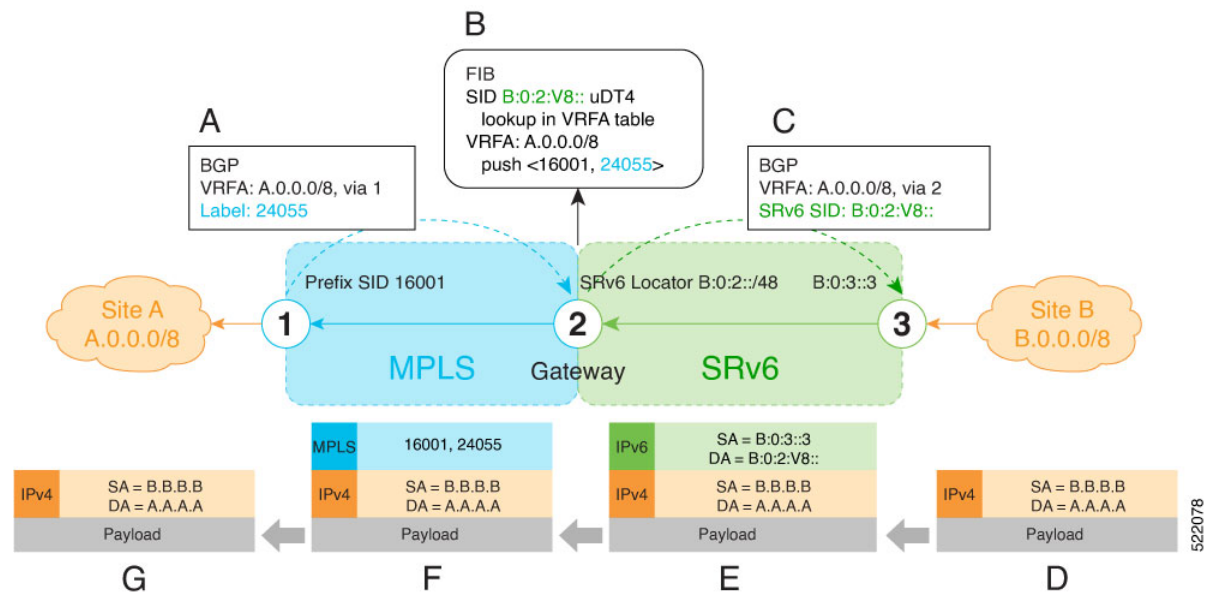 B
FIB
SID B:0:2:V8:: uDT4
lookup in VRFA table
VRFA: A.0.0.0/8
push <16001, 24055>
A
BGP
VRFA: A.0.0.0/8, via 1
Label: 24055
C
BGP
VRFA: A.0.0.0/8, via 2
SRv6 SID: B:0:2:V8::
Prefix SID 16001
SRv6 Locator B:0:2::/48
B:0:3::3
Site A
A.0.0.0/8
1
2
3
Site B
B.0.0.0/8
MPLS
Gateway
SRv6
IPv4
SA = B.B.B.B
DA = A.A.A.A
Payload
G
MPLS
16001, 24055
IPv4
SA = B.B.B.B
DA = A.A.A.A
Payload
F
IPv6
SA = B:0:3::3
DA = B:0:2:V8::
IPv4
SA = B.B.B.B
DA = A.A.A.A
Payload
E
IPv4
SA = B.B.B.B
DA = A.A.A.A
Payload
D
522078